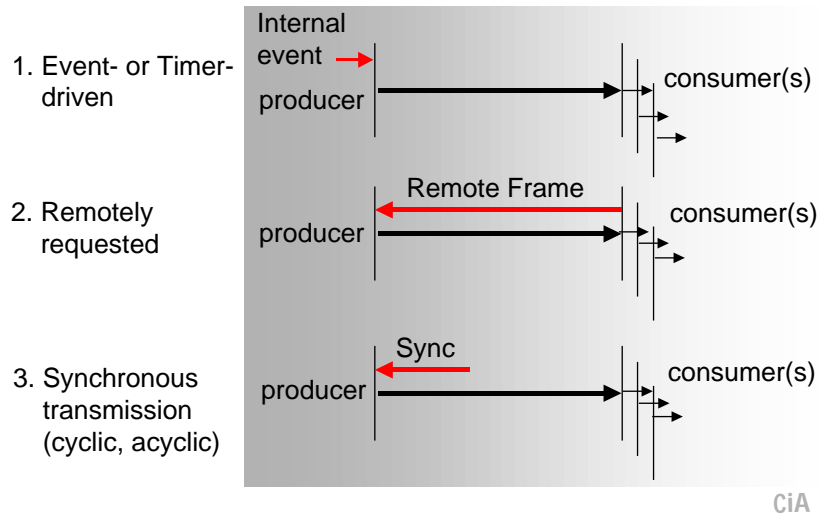 Internal
event
1. Event- or Timer-
driven
producer
consumer(s)
Remote Frame
2. Remotely
requested
producer
consumer(s)
Sync
3. Synchronous
transmission
(cyclic, acyclic)
producer
consumer(s)
CiA